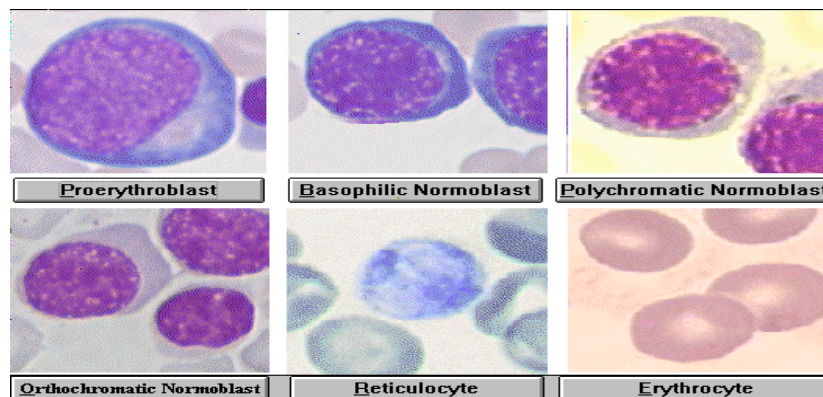 Proerythroblast
Basophilic Normoblast
Polychromatic Normoblast
Orthochromatic Normoblast
Reticulocyte
Erythrocyte